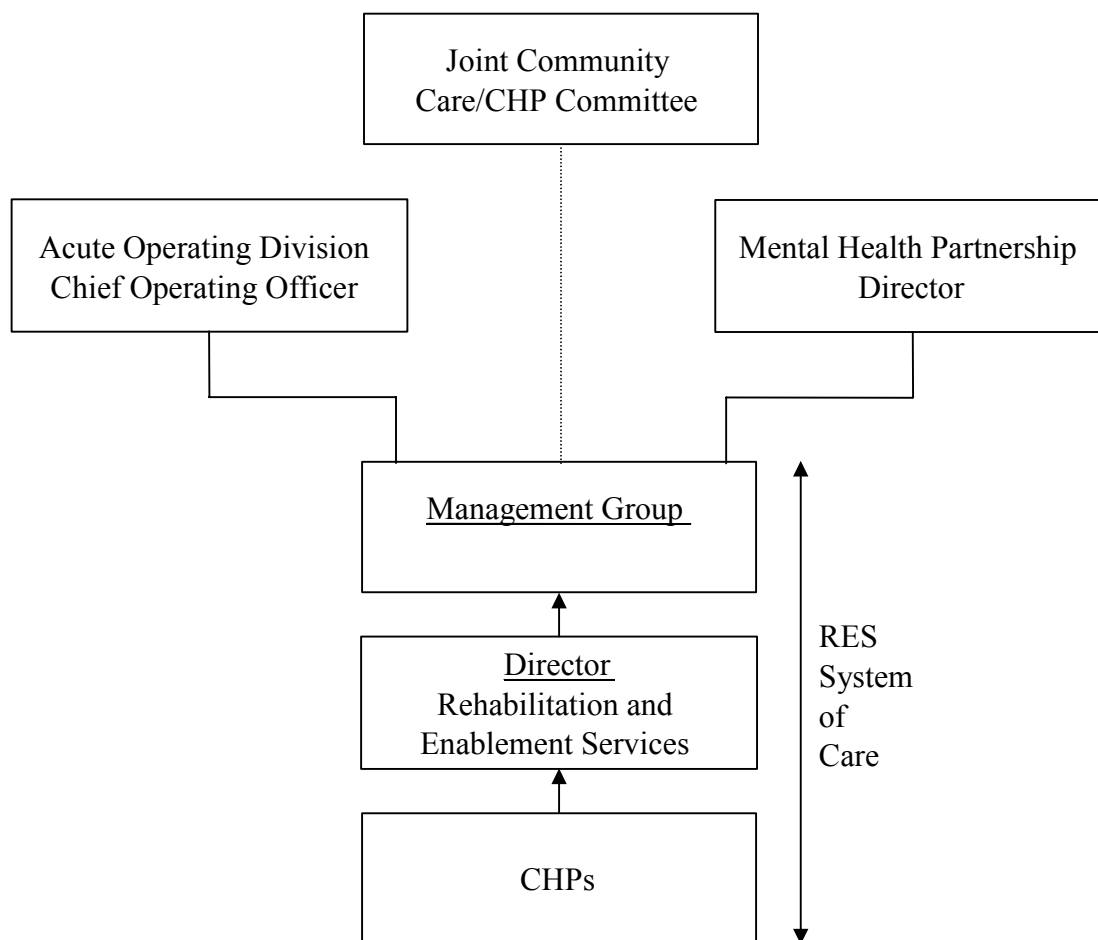 Joint Community
Care/CHP Committee
Acute Operating Division
Chief Operating Officer
Mental Health Partnership
Director
Management Group
Director
Rehabilitation and
Enablement Services
RES
System
of
Care
CHPs